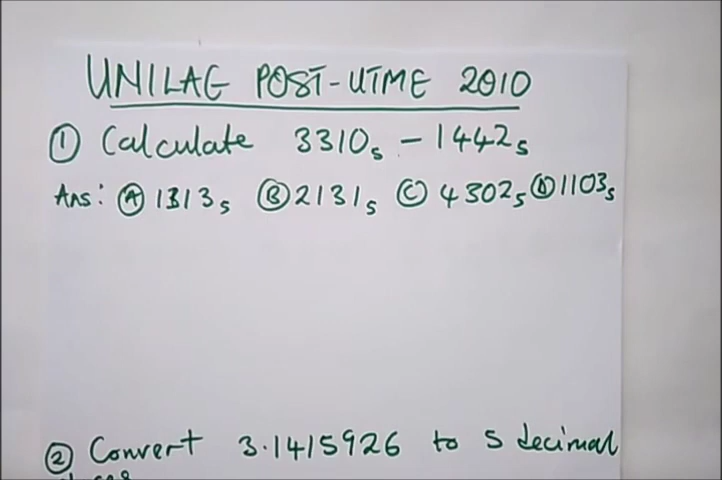 UNILAG POST-UTME 2010
① Calculate 3310₅ - 1442₅
Ans: Ⓐ 1313₅ Ⓑ 2131₅ Ⓒ 4302₅ Ⓓ 1103₅
② Convert 3.1415926 to 5 decimal